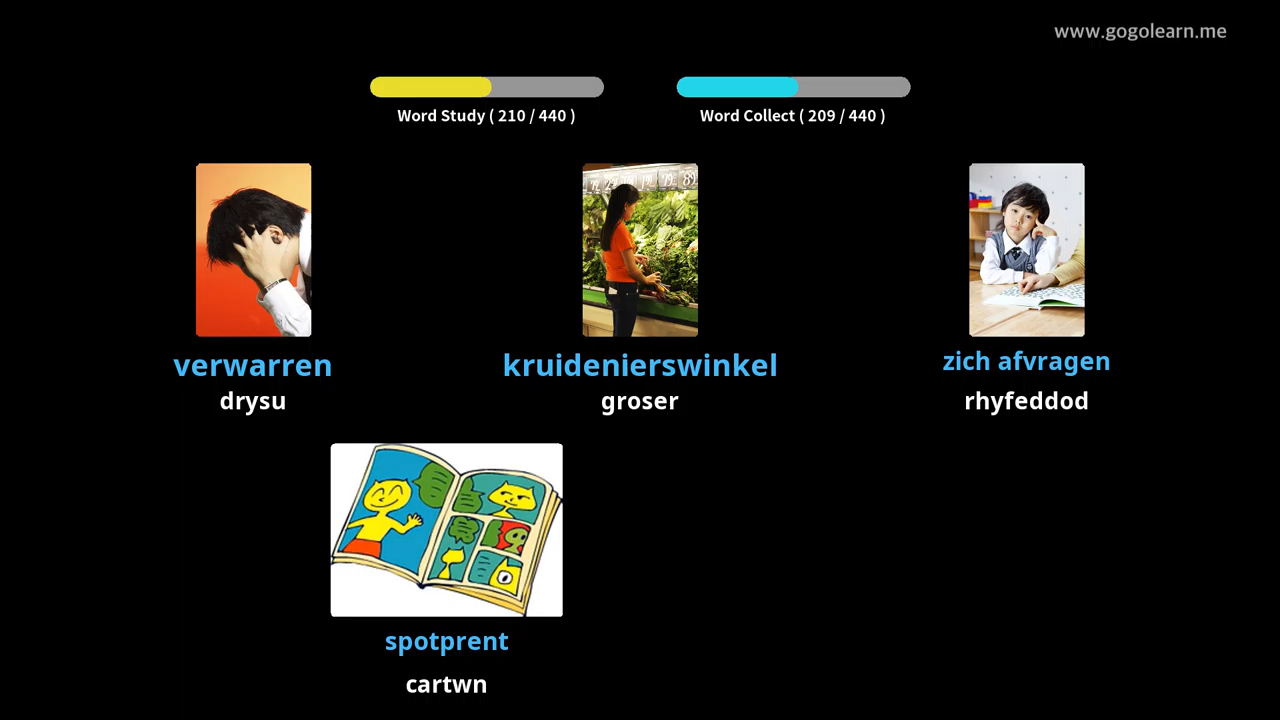 www.gogolearn.me
Word Study ( 210 / 440 )
Word Collect ( 209 / 440 )
verwarren
drysu
kruidenierswinkel
groser
zich afvragen
rhyfeddod
spotprent
cartwn